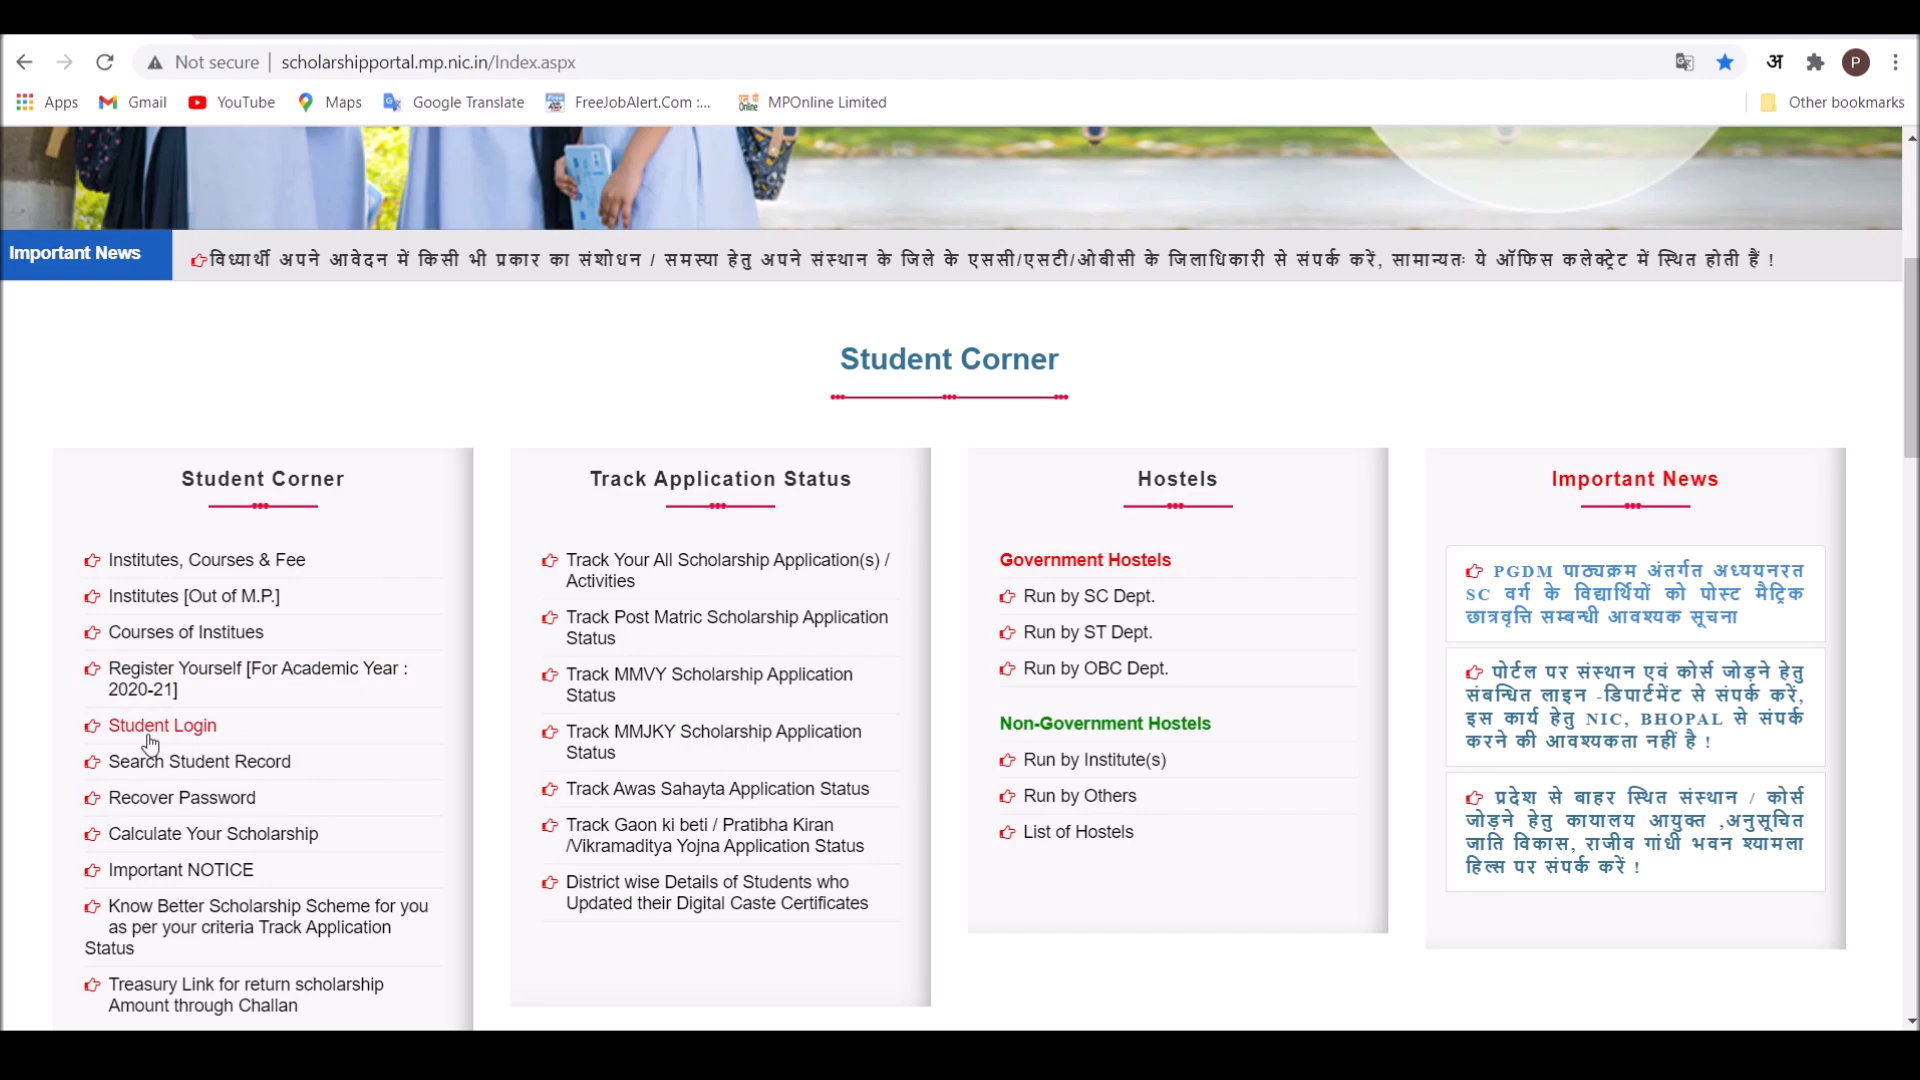 Not secure | scholarshipportal.mp.nic.in/Index.aspx
अ
P
Apps Gmail YouTube Maps Google Translate FreeJobAlert.Com :... MPOnline Limited Other bookmarks
Important News
विध्यार्थी अपने आवेदन में किसी भी प्रकार का संशोधन / समस्या हेतु अपने संस्थान के जिले के एससी/एसटी/ओबीसी के जिलाधिकारी से संपर्क करें, सामान्यतः ये ऑफिस कलेक्ट्रेट में स्थित होती हैं !
Student Corner
Student Corner
Institutes, Courses & Fee
Institutes [Out of M.P.]
Courses of Institues
Register Yourself [For Academic Year :
2020-21]
Student Login
Search Student Record
Recover Password
Calculate Your Scholarship
Important NOTICE
Know Better Scholarship Scheme for you
as per your criteria Track Application
Status
Treasury Link for return scholarship
Amount through Challan
Track Application Status
Track Your All Scholarship Application(s) /
Activities
Track Post Matric Scholarship Application
Status
Track MMVY Scholarship Application
Status
Track MMJKY Scholarship Application
Status
Track Awas Sahayta Application Status
Track Gaon ki beti / Pratibha Kiran
/Vikramaditya Yojna Application Status
District wise Details of Students who
Updated their Digital Caste Certificates
Hostels
Government Hostels
Run by SC Dept.
Run by ST Dept.
Run by OBC Dept.
Non-Government Hostels
Run by Institute(s)
Run by Others
List of Hostels
Important News
PGDM पाठ्यक्रम अंतर्गत अध्ययनरत
SC वर्ग के विद्यार्थियों को पोस्ट मैट्रिक
छात्रवृत्ति सम्बन्धी आवश्यक सूचना
पोर्टल पर संस्थान एवं कोर्स जोड़ने हेतु
संबन्धित लाइन -डिपार्टमेंट से संपर्क करें,
इस कार्य हेतु NIC, BHOPAL से संपर्क
करने की आवश्यकता नहीं है !
प्रदेश से बाहर स्थित संस्थान / कोर्स
जोड़ने हेतु कायालय आयुक्त ,अनुसूचित
जाति विकास, राजीव गांधी भवन श्यामला
हिल्स पर संपर्क करें !